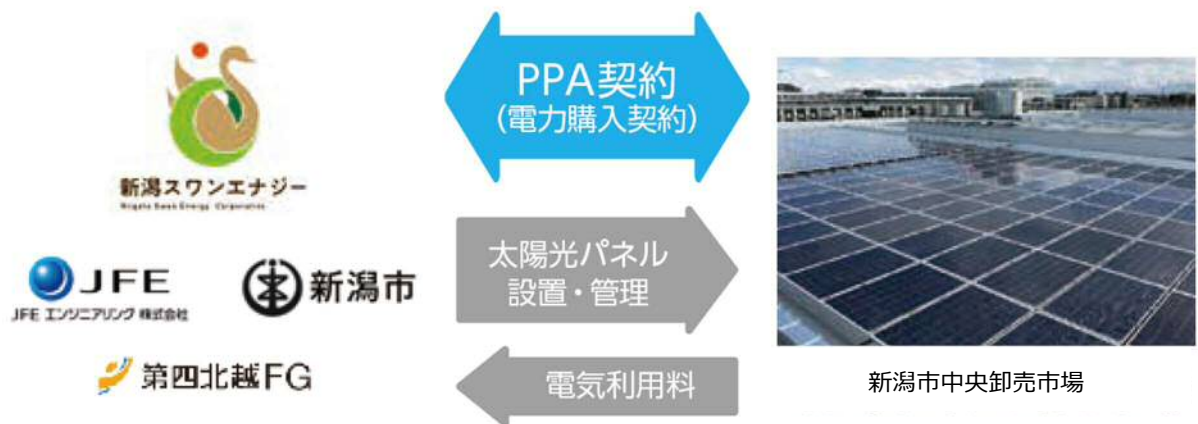 新潟スワンエナジー
Niigata Swan Energy Corporation
JFE
JFE エンジニアリング 株式会社
新潟市
第四北越FG
PPA契約
(電力購入契約)
太陽光パネル
設置・管理
電気利用料
新潟市中央卸売市場